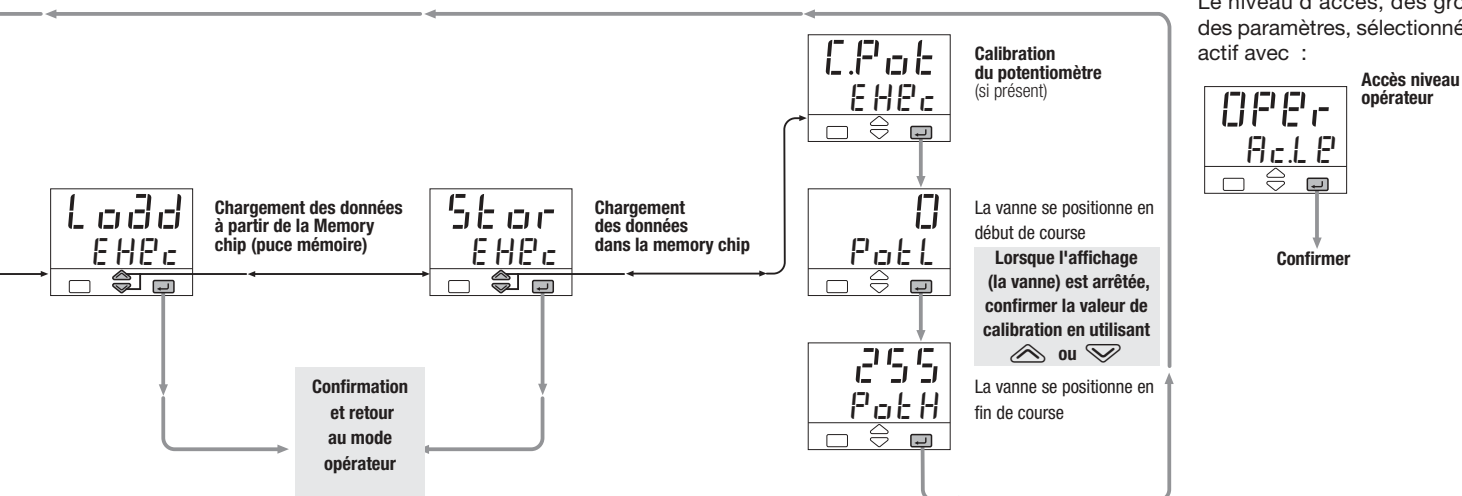 Le niveau d'accès, des gro
des paramètres, sélectionné
actif avec :
C.Pot
EHEc
Calibration
du potentiomètre
(si présent)
OPEr
Ac.LE
Accès niveau
opérateur
Confirmer
Lodd
EHEc
Chargement des données
à partir de la Memory
chip (puce mémoire)
Stor
EHEc
Chargement
des données
dans la memory chip
0
PotL
La vanne se positionne en
début de course
Lorsque l'affichage
(la vanne) est arrêtée,
confirmer la valeur de
calibration en utilisant
ou
255
PotH
La vanne se positionne en
fin de course
Confirmation
et retour
au mode
opérateur